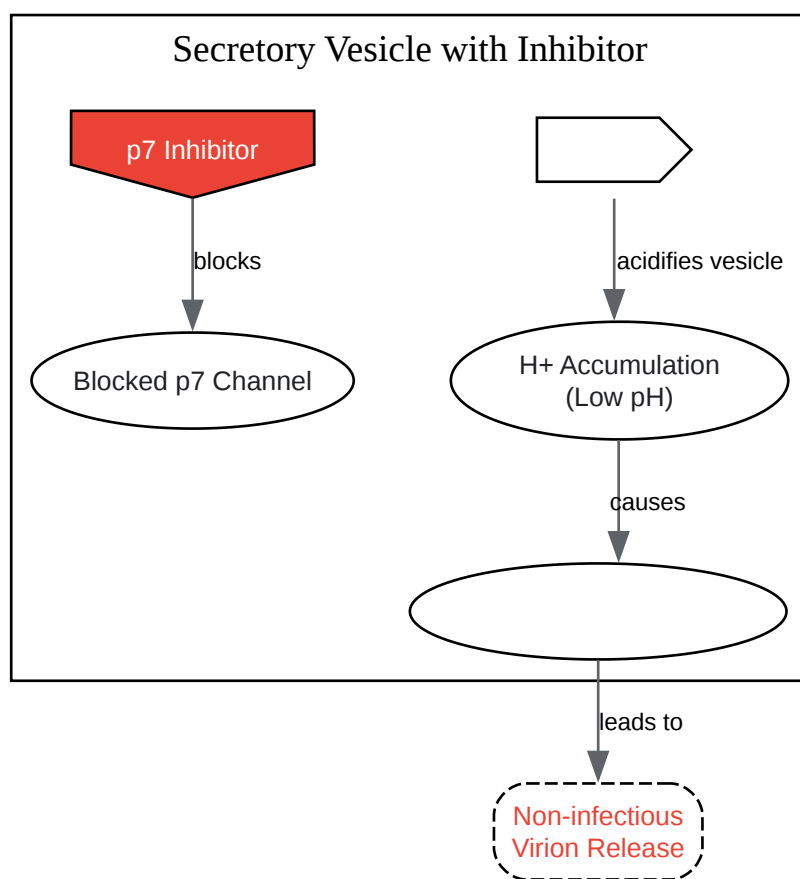 Secretory Vesicle with Inhibitor
p7 Inhibitor
blocks
acidifies vesicle
Blocked p7 Channel
H+ Accumulation
(Low pH)
causes
leads to
Non-infectious
Virion Release